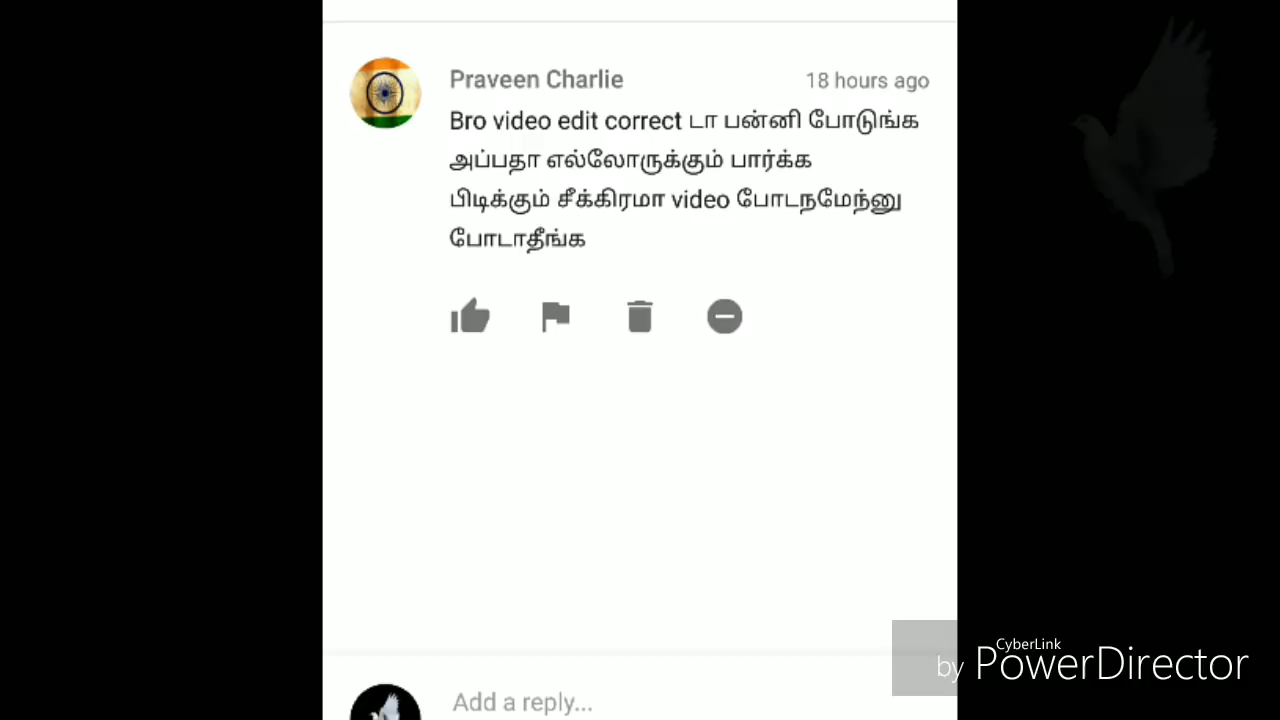 Praveen Charlie
18 hours ago
Bro video edit correct டா பன்னி போடுங்க
அப்பதா எல்லோருக்கும் பார்க்க
பிடிக்கும் சீக்கிரமா video போடநமேந்னு
போடாதீங்க
Add a reply...
CyberLink
by PowerDirector